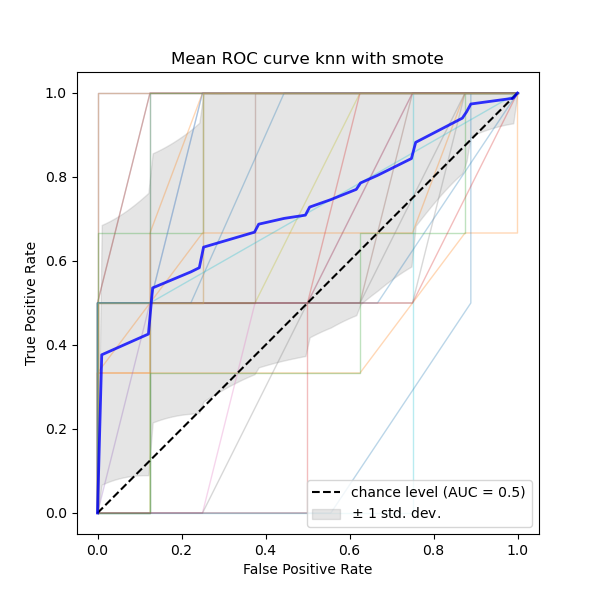 Mean ROC curve knn with smote
True Positive Rate
1.0
0.8
0.6
0.4
0.2
0.0
chance level (AUC = 0.5)
± 1 std. dev.
0.0 0.2 0.4 0.6 0.8 1.0
False Positive Rate